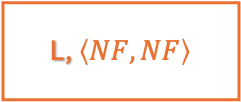 L, ⟨NF, NF⟩